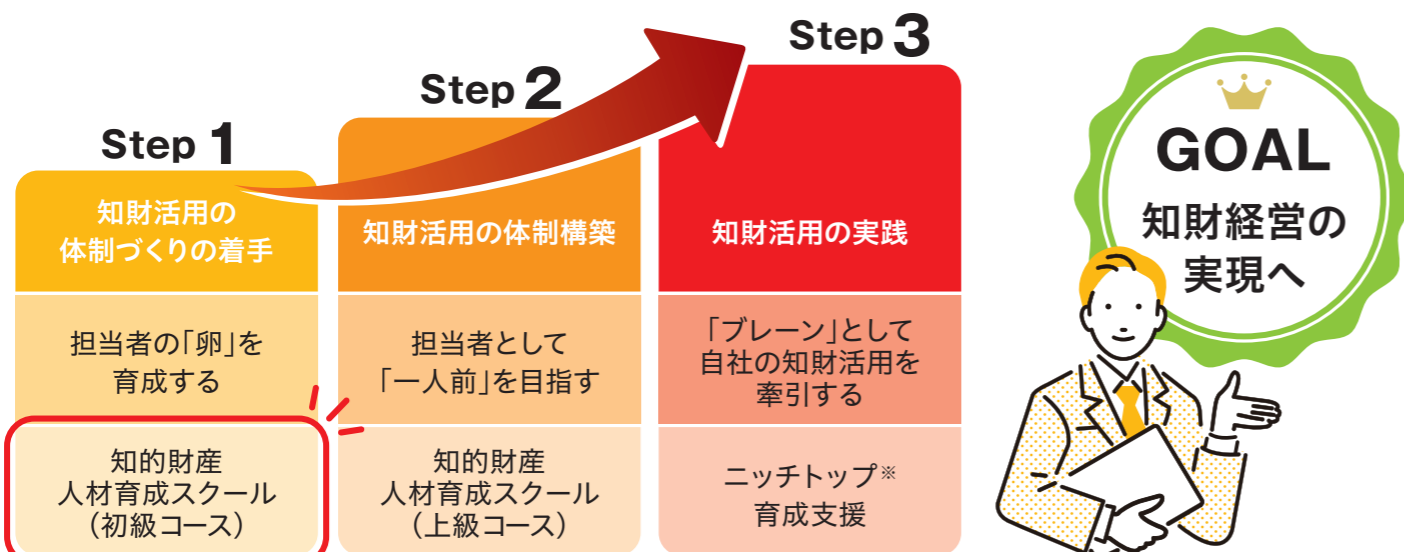 Step 1
知財活用の
体制づくりの着手
担当者の「卵」を
育成する
知的財産
人材育成スクール
（初級コース）
Step 2
知財活用の体制構築
担当者として
「一人前」を目指す
知的財産
人材育成スクール
（上級コース）
Step 3
知財活用の実践
「ブレーン」として
自社の知財活用を
牽引する
ニッチトップ※
育成支援
GOAL
知財経営の
実現へ